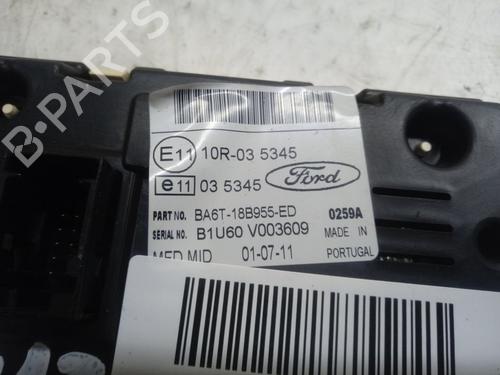 E11 10R-03 5345
e11 03 5345 Ford
PART NO. BA6T-18B955-ED 0259A
SERIAL NO. B1U60 V003609 MADE IN
MED MID 01-07-11 PORTUGAL
B-PARTS